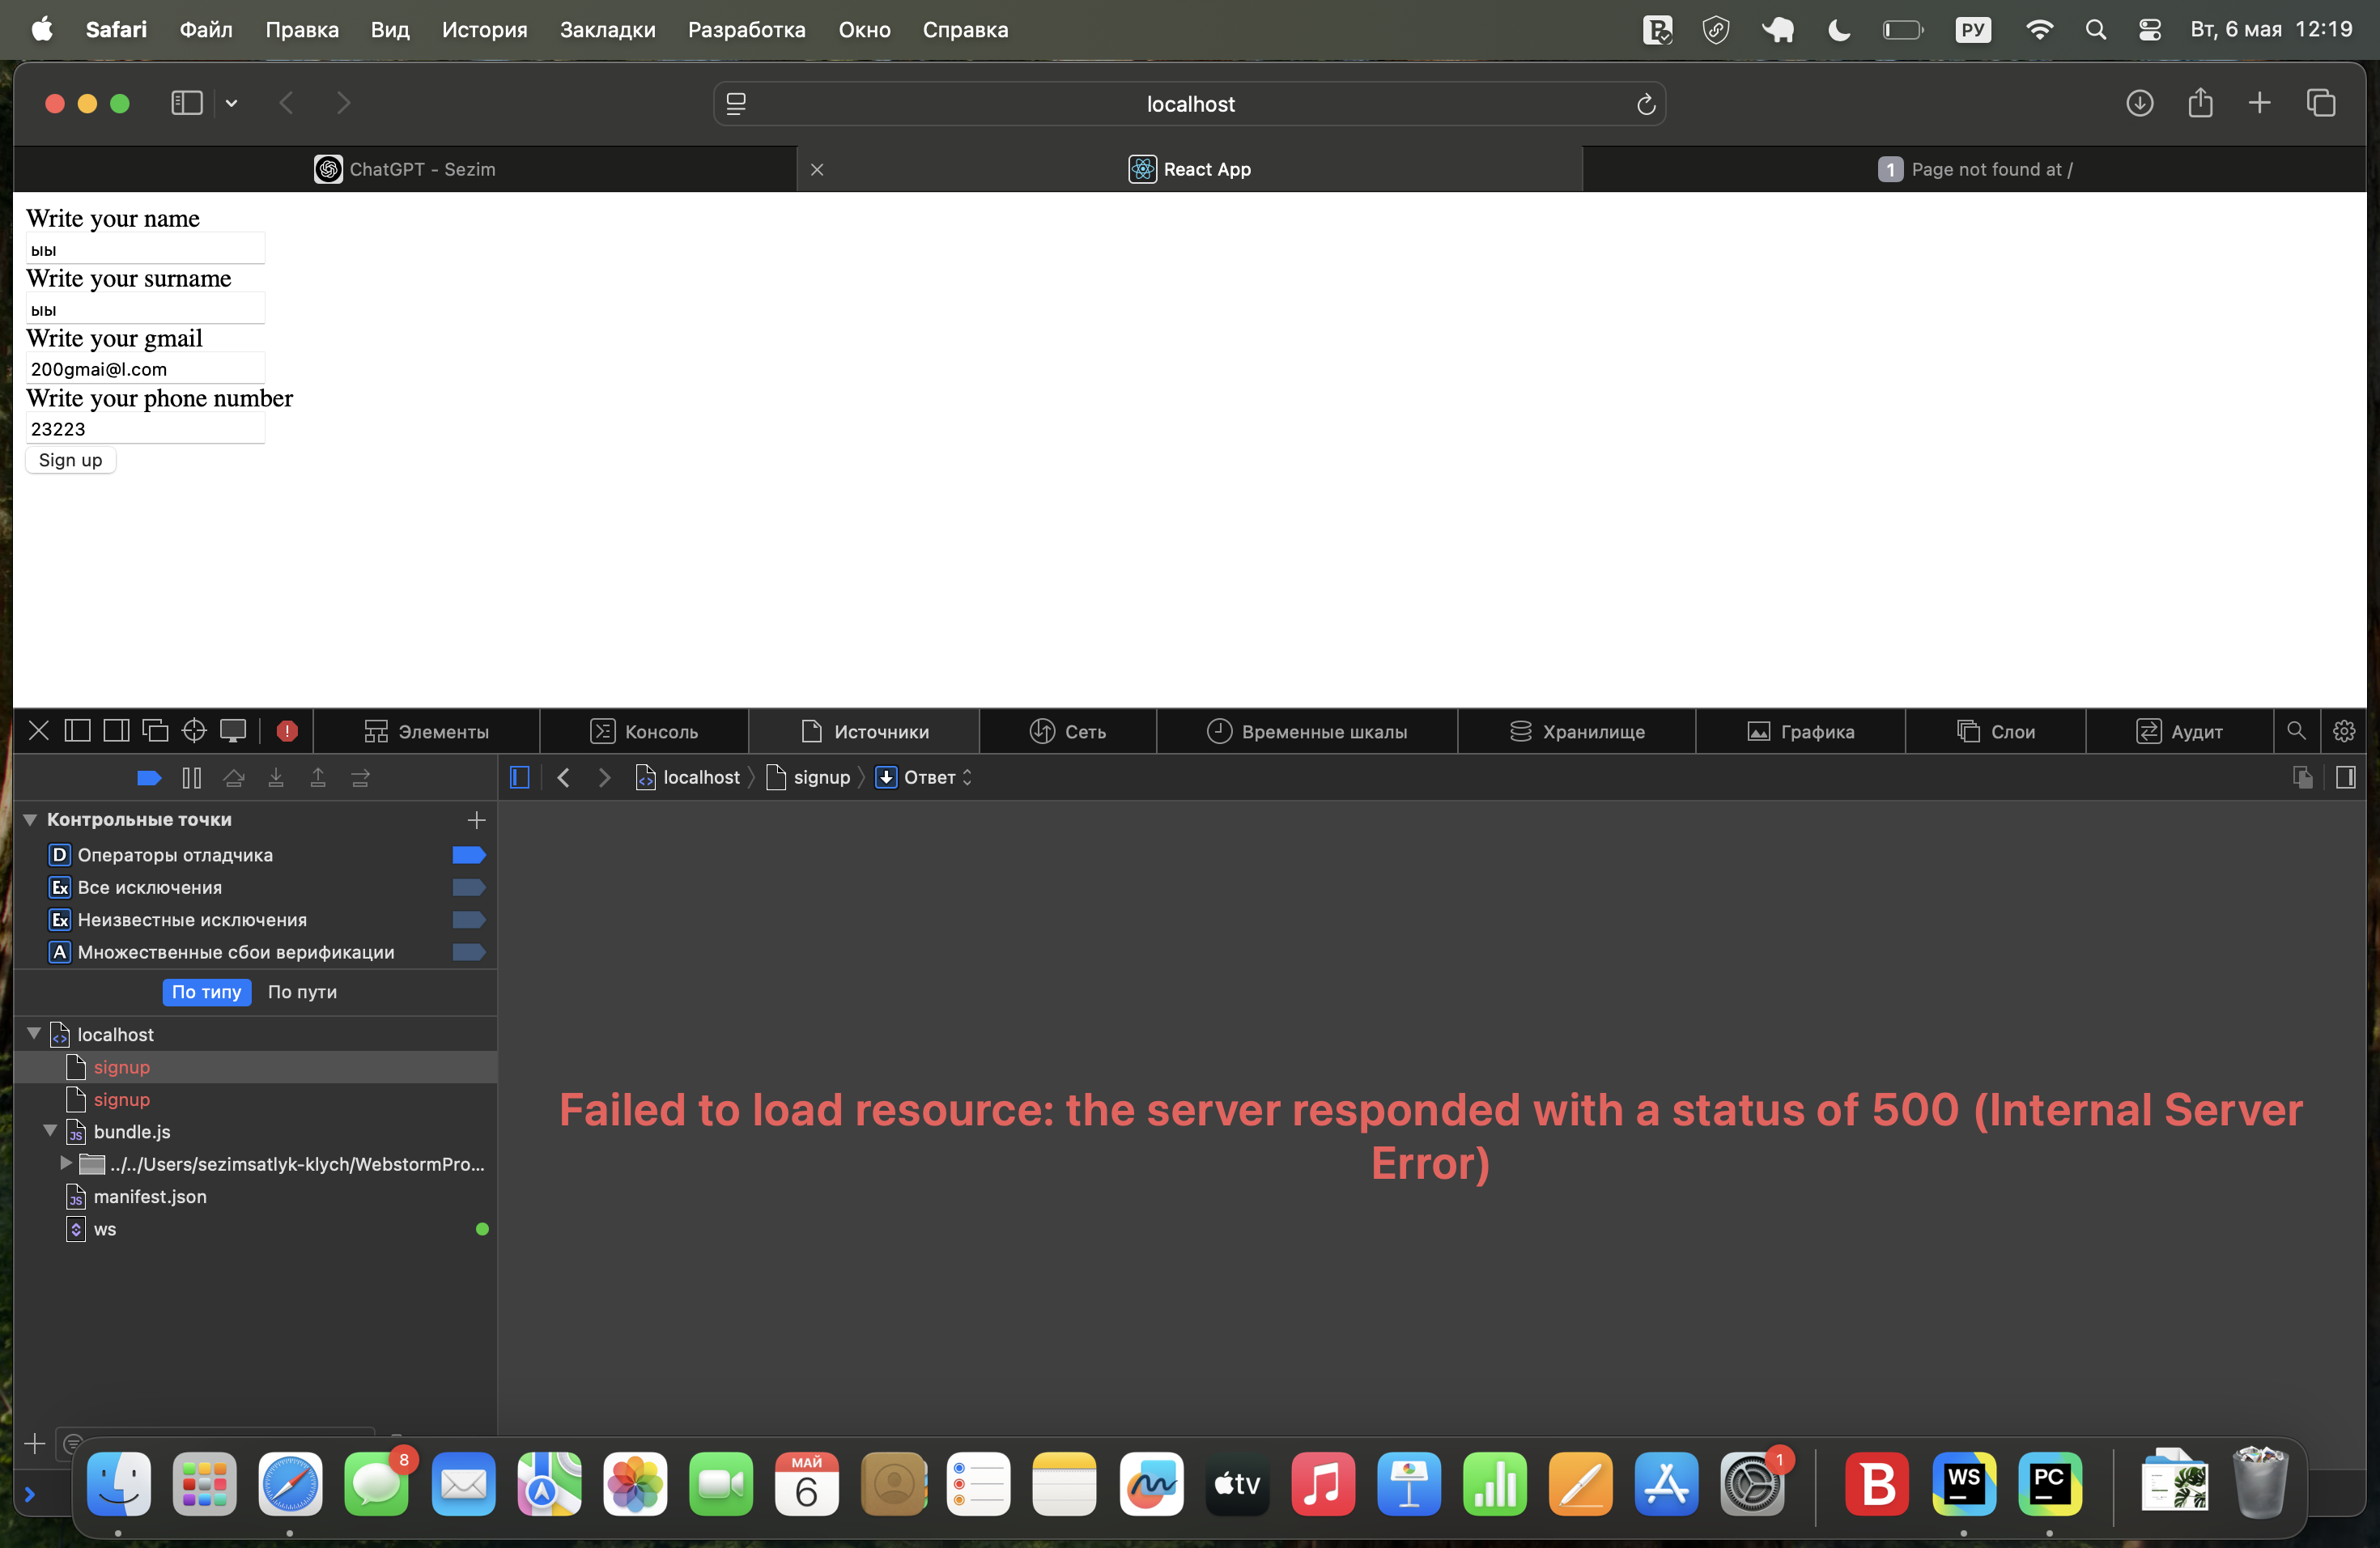 Safari Файл Правка Вид История Закладки Разработка Окно Справка РУ Вт, 6 мая 12:19
localhost
ChatGPT - Sezim React App 1 Page not found at /
Write your name
ыы
Write your surname
ыы
Write your gmail
200gmai@l.com
Write your phone number
23223
Sign up
Элементы Консоль Источники Сеть Временные шкалы Хранилище Графика Слои Аудит
localhost signup Ответ
Контрольные точки
D Операторы отладчика
Ex Все исключения
Ex Неизвестные исключения
A Множественные сбои верификации
По типу По пути
localhost
signup
signup
JS bundle.js
../../Users/sezimsatlyk-klych/WebstormPro...
JS manifest.json
ws
Failed to load resource: the server responded with a status of 500 (Internal Server
Error)
8 МАЙ 6 tv 1 B WS PC